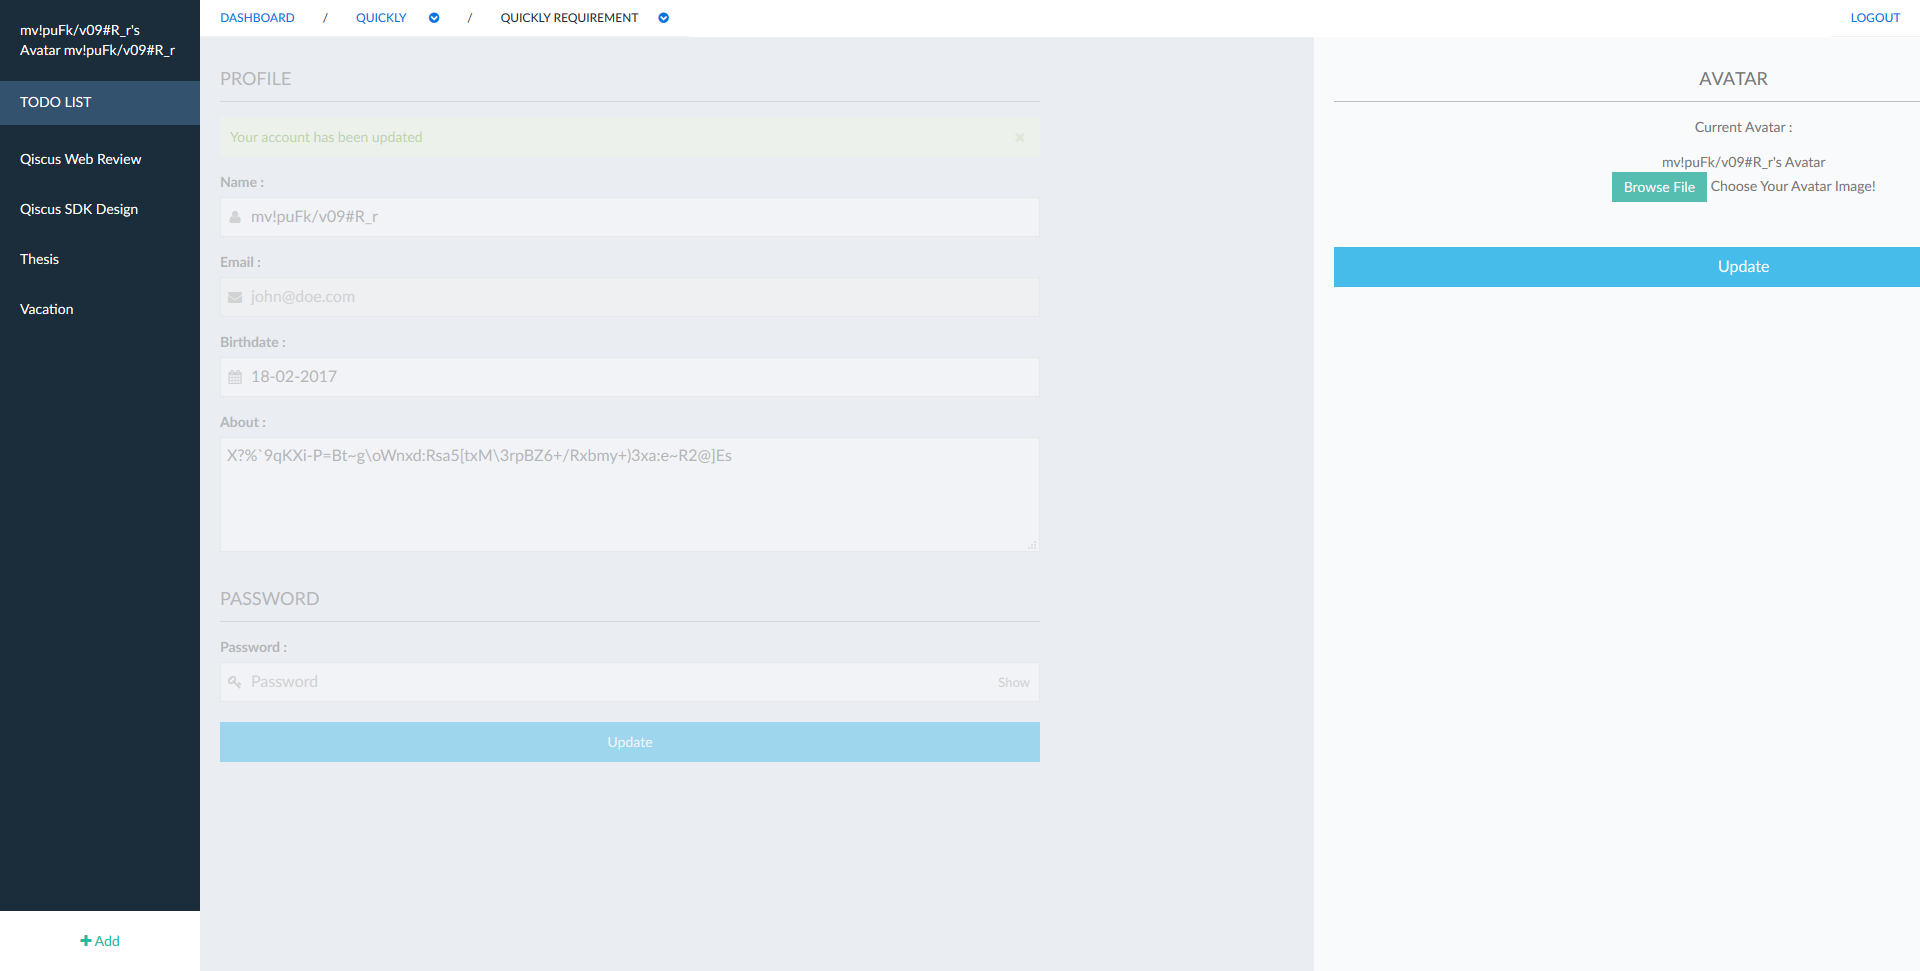 mv!puFk/v09#R_r's
Avatar mv!puFk/v09#R_r
TODO LIST
Qiscus Web Review
Qiscus SDK Design
Thesis
Vacation
Add
DASHBOARD / QUICKLY / QUICKLY REQUIREMENT
LOGOUT
PROFILE
Your account has been updated
Name :
mv!puFk/v09#R_r
Email :
john@doe.com
Birthdate :
18-02-2017
About :
X?%`9qKXi-P=Bt~g\oWnxd:Rsa5[txM\3rpBZ6+/Rxbmy+)3xa:e~R2@]Es
PASSWORD
Password :
Password
Show
Update
AVATAR
Current Avatar :
mv!puFk/v09#R_r's Avatar
Browse File Choose Your Avatar Image!
Update